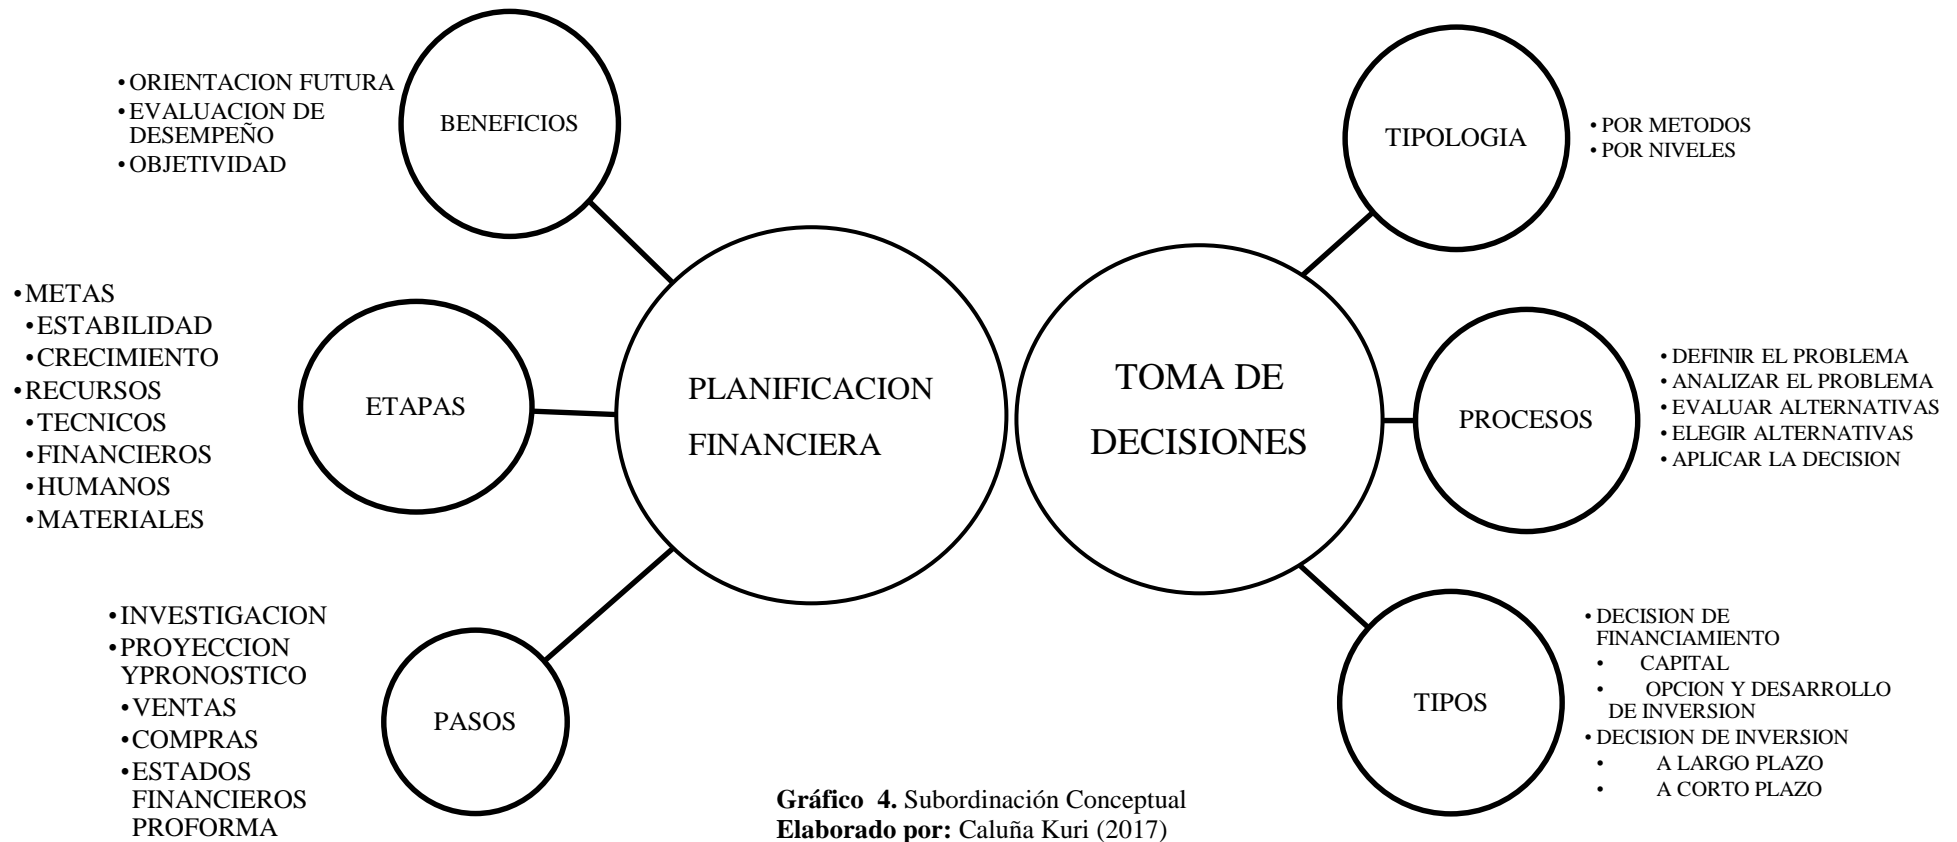 •ORIENTACION FUTURA
•EVALUACION DE
DESEMPEÑO
•OBJETIVIDAD
BENEFICIOS
•METAS
•ESTABILIDAD
•CRECIMIENTO
•RECURSOS
•TECNICOS
•FINANCIEROS
•HUMANOS
•MATERIALES
ETAPAS
•INVESTIGACION
•PROYECCION
YPRONOSTICO
•VENTAS
•COMPRAS
•ESTADOS
FINANCIEROS
PROFORMA
PASOS
PLANIFICACION
FINANCIERA
TOMA DE
DECISIONES
TIPOLOGIA
• POR METODOS
• POR NIVELES
PROCESOS
• DEFINIR EL PROBLEMA
• ANALIZAR EL PROBLEMA
• EVALUAR ALTERNATIVAS
• ELEGIR ALTERNATIVAS
• APLICAR LA DECISION
TIPOS
• DECISION DE
FINANCIAMIENTO
• CAPITAL
• OPCION Y DESARROLLO
DE INVERSION
• DECISION DE INVERSION
• A LARGO PLAZO
• A CORTO PLAZO
Gráfico 4. Subordinación Conceptual
Elaborado por: Caluña Kuri (2017)